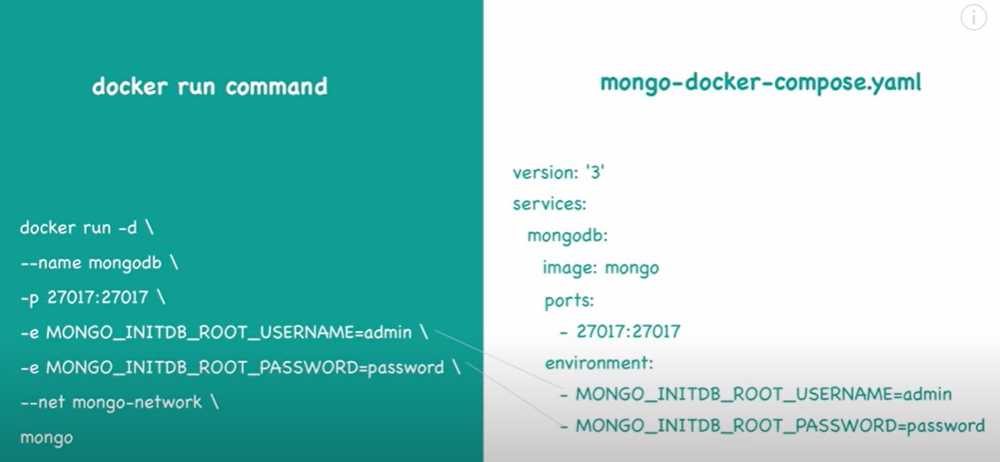 docker run command
docker run -d \
--name mongodb \
-p 27017:27017 \
-e MONGO_INITDB_ROOT_USERNAME=admin \
-e MONGO_INITDB_ROOT_PASSWORD=password \
--net mongo-network \
mongo
mongo-docker-compose.yaml
version: '3'
services:
mongodb:
image: mongo
ports:
- 27017:27017
environment:
- MONGO_INITDB_ROOT_USERNAME=admin
- MONGO_INITDB_ROOT_PASSWORD=password
i